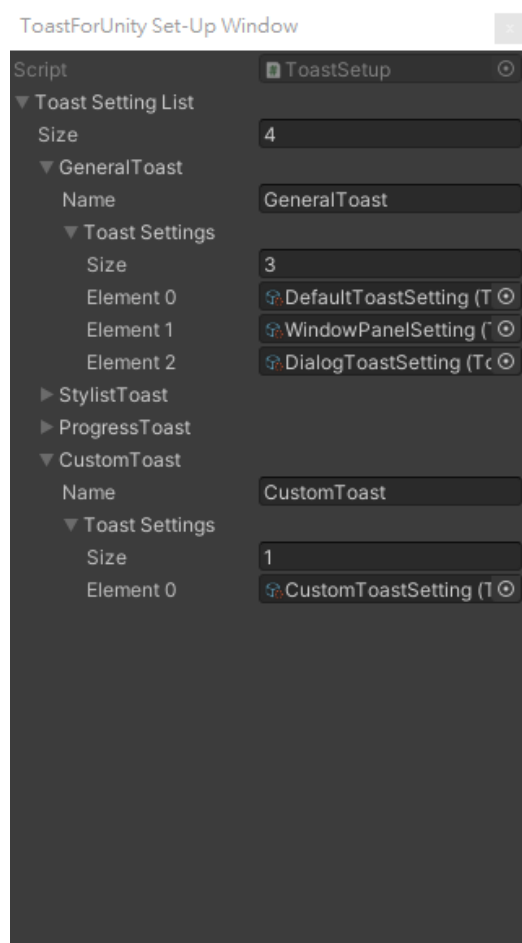 ToastForUnity Set-Up Window x
Script ToastSetup
Toast Setting List
Size 4
GeneralToast
Name GeneralToast
Toast Settings
Size 3
Element 0 DefaultToastSetting (T
Element 1 WindowPanelSetting (T
Element 2 DialogToastSetting (To
StylistToast
ProgressToast
CustomToast
Name CustomToast
Toast Settings
Size 1
Element 0 CustomToastSetting (T